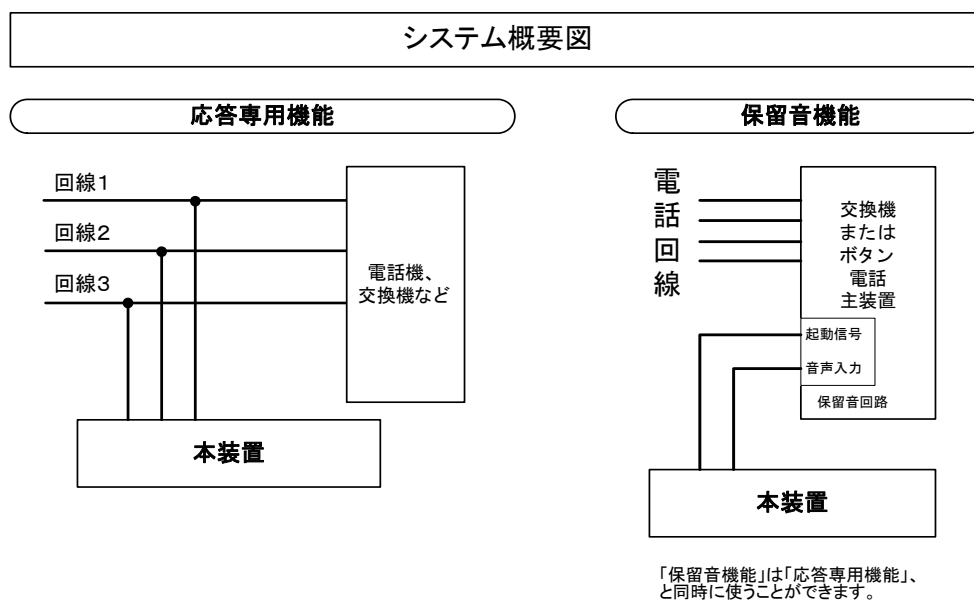 システム概要図
応答専用機能
回線1
回線2
回線3
電話機、
交換機など
本装置
保留音機能
電話回線
交換機
または
ボタン
電話
主装置
起動信号
音声入力
保留音回路
本装置
「保留音機能」は「応答専用機能」、
と同時に使うことができます。